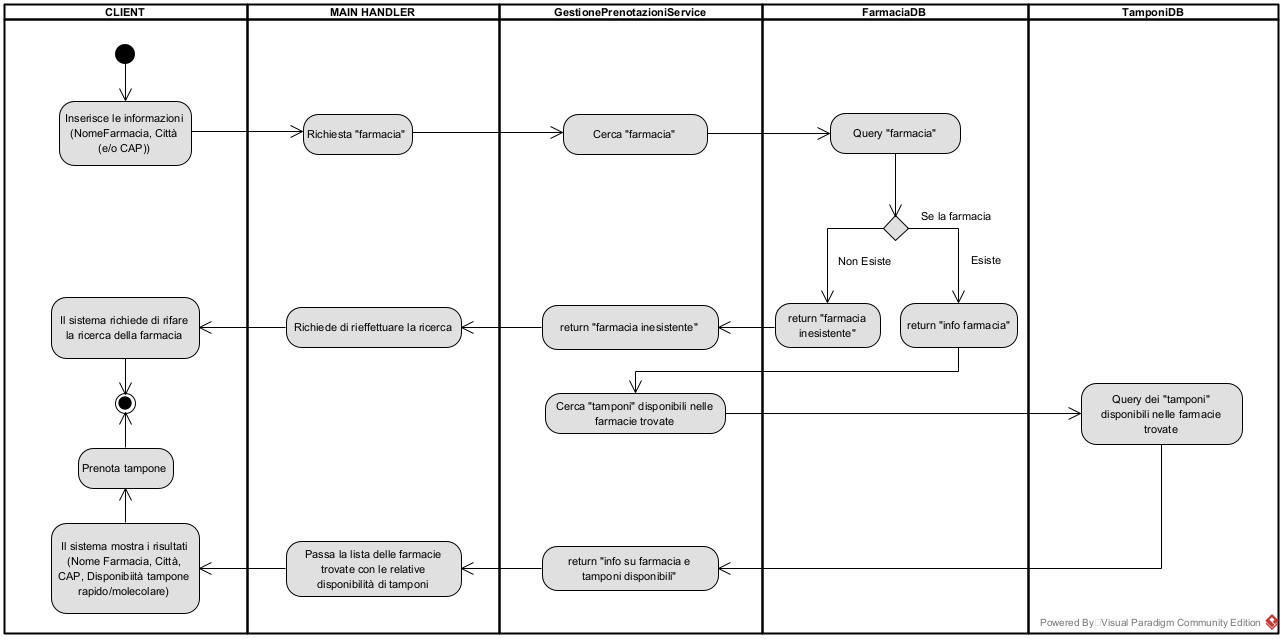 CLIENT
MAIN HANDLER
GestionePrenotazioniService
FarmaciaDB
TamponiDB
Inserisce le informazioni
(NomeFarmacia, Città
(e/o CAP))
Richiesta "farmacia"
Cerca "farmacia"
Query "farmacia"
Se la farmacia
Non Esiste
Esiste
Il sistema richiede di rifare
la ricerca della farmacia
Richiede di rieffettuare la ricerca
return "farmacia inesistente"
return "farmacia
inesistente"
return "info farmacia"
Cerca "tamponi" disponibili nelle
farmacie trovate
Query dei "tamponi"
disponibili nelle farmacie
trovate
Prenota tampone
Il sistema mostra i risultati
(Nome Farmacia, Città,
CAP, Disponibiità tampone
rapido/molecolare)
Passa la lista delle farmacie
trovate con le relative
disponibilità di tamponi
return "info su farmacia e
tamponi disponibili"
Powered By Visual Paradigm Community Edition